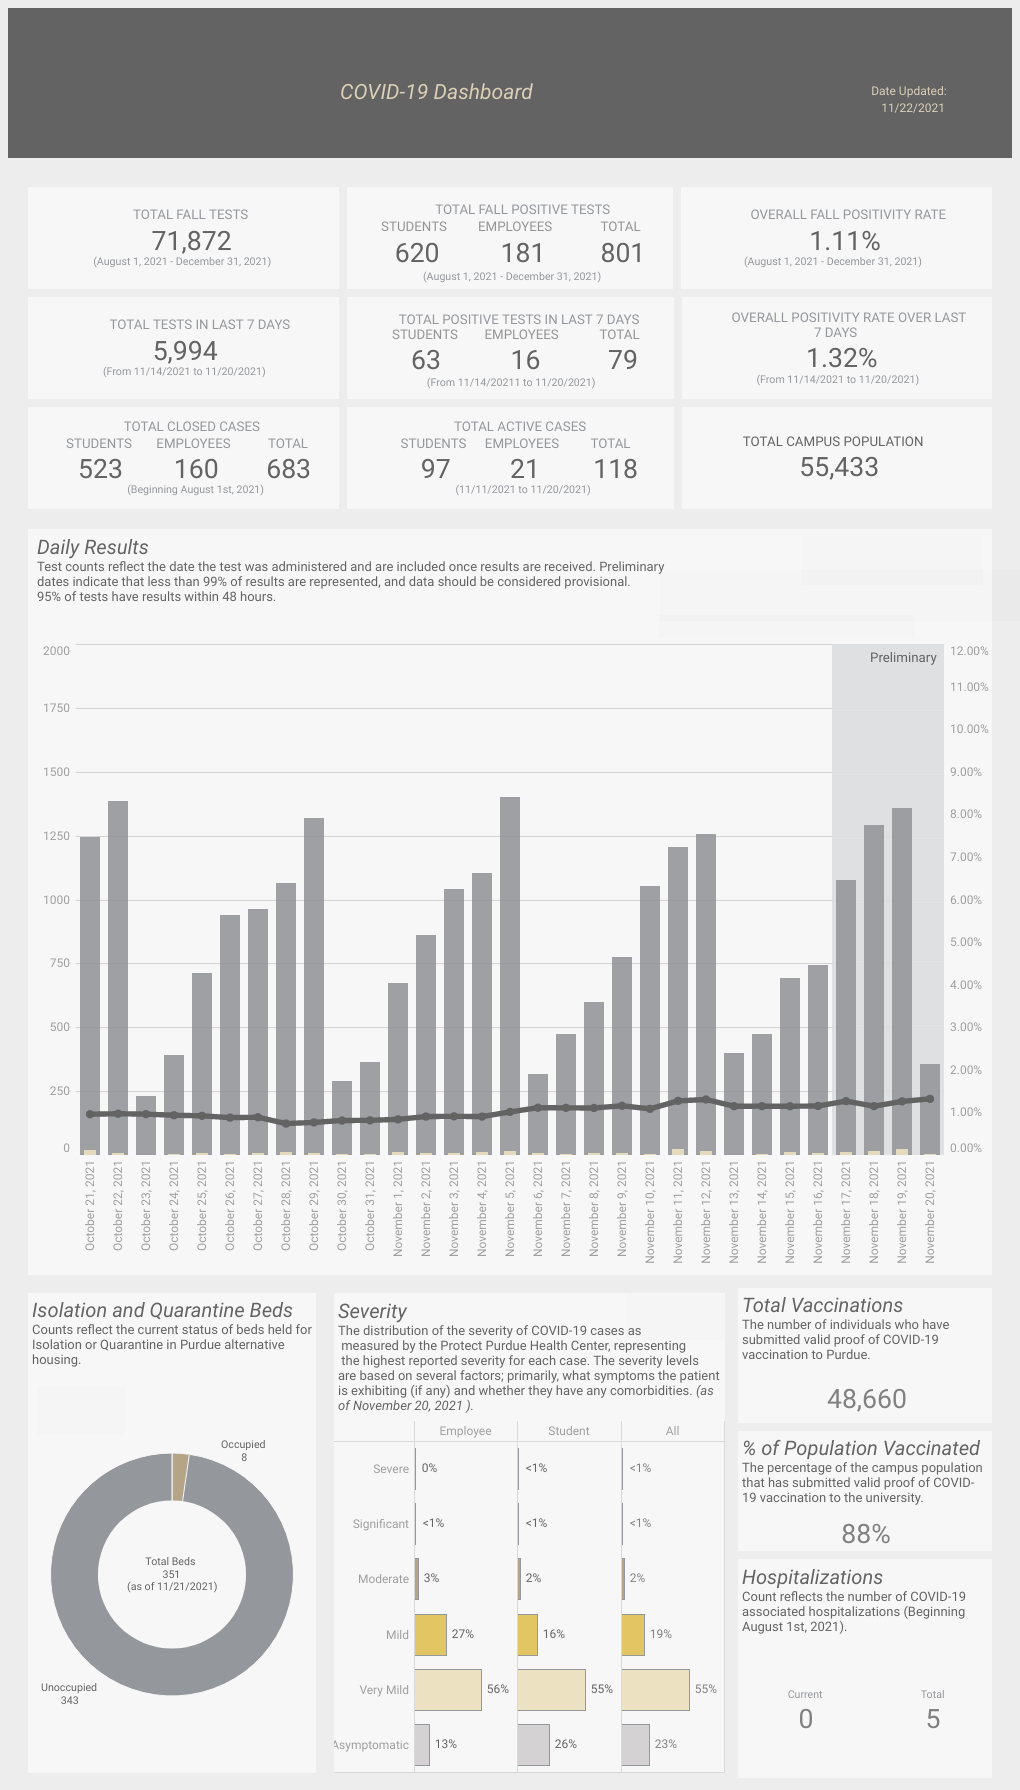 COVID-19 Dashboard
Date Updated:
11/22/2021
TOTAL FALL TESTS
71,872
(August 1, 2021 - December 31, 2021)
TOTAL FALL POSITIVE TESTS
STUDENTS EMPLOYEES TOTAL
620 181 801
(August 1, 2021 - December 31, 2021)
OVERALL FALL POSITIVITY RATE
1.11%
(August 1, 2021 - December 31, 2021)
TOTAL TESTS IN LAST 7 DAYS
5,994
(From 11/14/2021 to 11/20/2021)
TOTAL POSITIVE TESTS IN LAST 7 DAYS
STUDENTS EMPLOYEES TOTAL
63 16 79
(From 11/14/20211 to 11/20/2021)
OVERALL POSITIVITY RATE OVER LAST
7 DAYS
1.32%
(From 11/14/2021 to 11/20/2021)
TOTAL CLOSED CASES
STUDENTS EMPLOYEES TOTAL
523 160 683
(Beginning August 1st, 2021)
TOTAL ACTIVE CASES
STUDENTS EMPLOYEES TOTAL
97 21 118
(11/11/2021 to 11/20/2021)
TOTAL CAMPUS POPULATION
55,433
Daily Results
Test counts reflect the date the test was administered and are included once results are received. Preliminary
dates indicate that less than 99% of results are represented, and data should be considered provisional.
95% of tests have results within 48 hours.
Preliminary
2000
1750
1500
1250
1000
750
500
250
0
12.00%
11.00%
10.00%
9.00%
8.00%
7.00%
6.00%
5.00%
4.00%
3.00%
2.00%
1.00%
0.00%
October 21, 2021
October 22, 2021
October 23, 2021
October 24, 2021
October 25, 2021
October 26, 2021
October 27, 2021
October 28, 2021
October 29, 2021
October 30, 2021
October 31, 2021
November 1, 2021
November 2, 2021
November 3, 2021
November 4, 2021
November 5, 2021
November 6, 2021
November 7, 2021
November 8, 2021
November 9, 2021
November 10, 2021
November 11, 2021
November 12, 2021
November 13, 2021
November 14, 2021
November 15, 2021
November 16, 2021
November 17, 2021
November 18, 2021
November 19, 2021
November 20, 2021
Isolation and Quarantine Beds
Counts reflect the current status of beds held for
Isolation or Quarantine in Purdue alternative
housing.
Occupied
8
Total Beds
351
(as of 11/21/2021)
Unoccupied
343
Severity
The distribution of the severity of COVID-19 cases as
measured by the Protect Purdue Health Center, representing
the highest reported severity for each case. The severity levels
are based on several factors; primarily, what symptoms the patient
is exhibiting (if any) and whether they have any comorbidities. (as
of November 20, 2021 ).
Employee Student All
Severe 0% <1% <1%
Significant <1% <1% <1%
Moderate 3% 2% 2%
Mild 27% 16% 19%
Very Mild 56% 55% 55%
Asymptomatic 13% 26% 23%
Total Vaccinations
The number of individuals who have
submitted valid proof of COVID-19
vaccination to Purdue.
48,660
% of Population Vaccinated
The percentage of the campus population
that has submitted valid proof of COVID-
19 vaccination to the university.
88%
Hospitalizations
Count reflects the number of COVID-19
associated hospitalizations (Beginning
August 1st, 2021).
Current Total
0 5